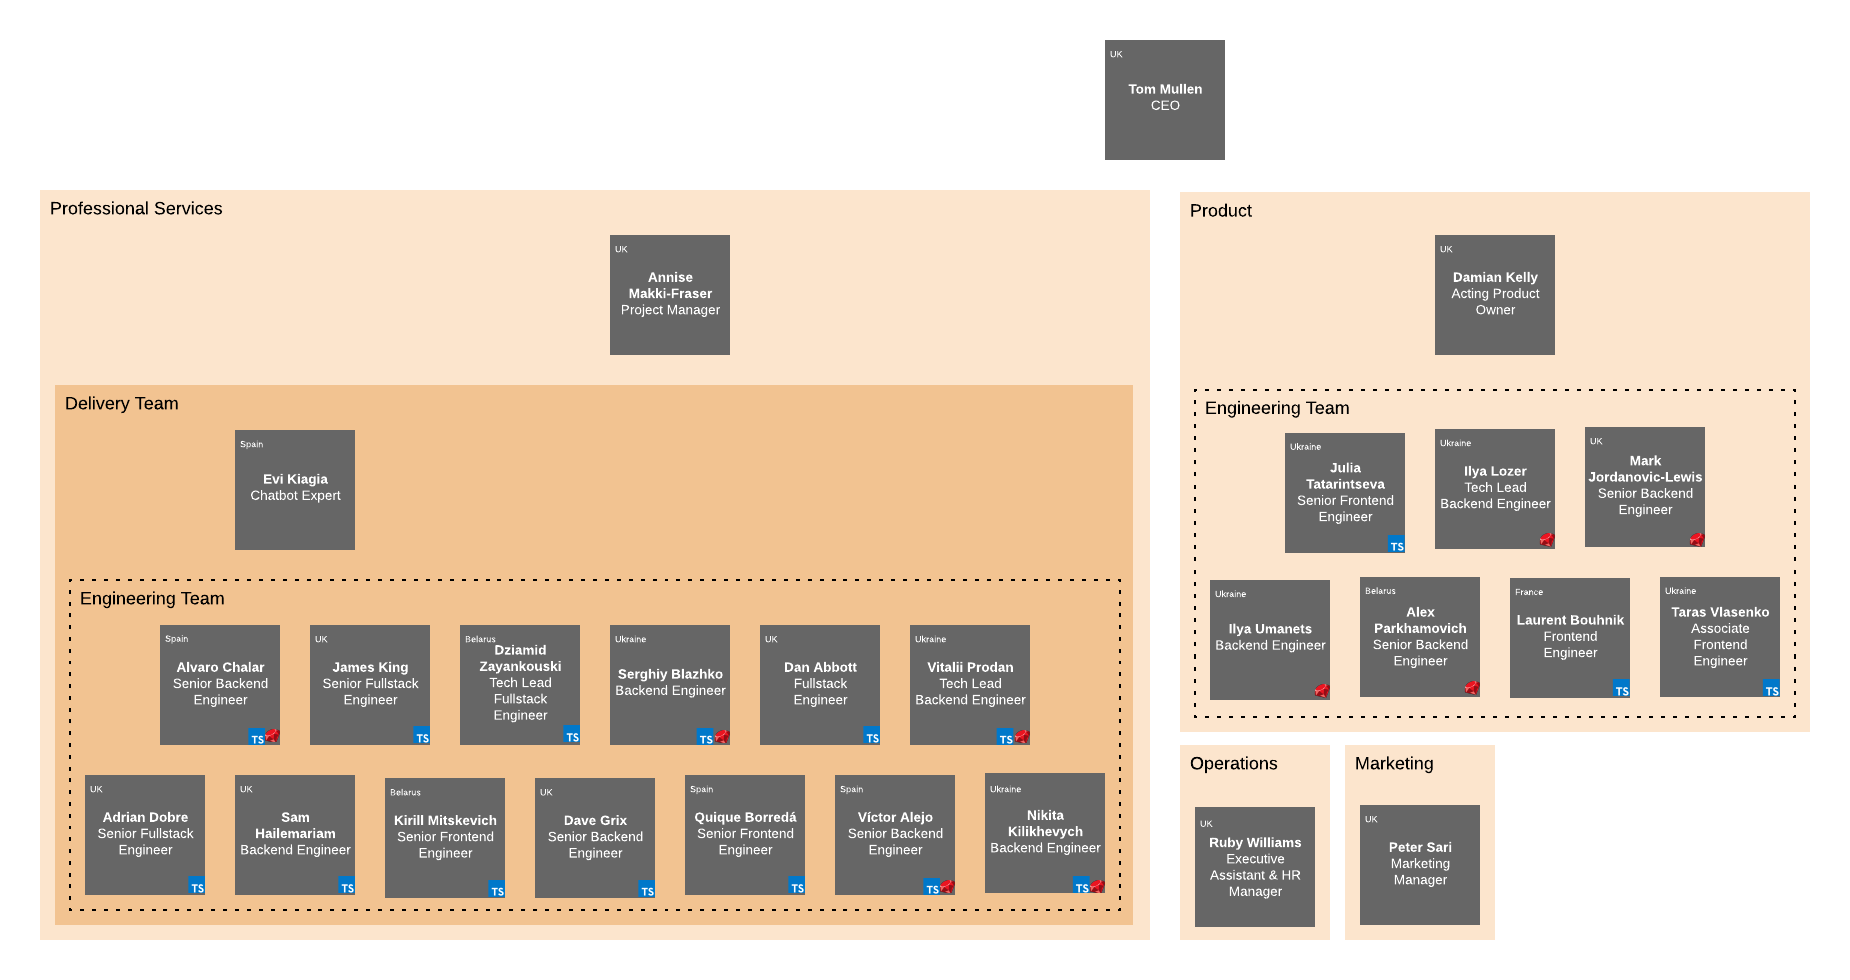 UK
Tom Mullen
CEO
Professional Services
UK
Annise
Makki-Fraser
Project Manager
Delivery Team
Spain
Evi Kiagia
Chatbot Expert
Engineering Team
Spain
Alvaro Chalar
Senior Backend
Engineer
TS
UK
James King
Senior Fullstack
Engineer
TS
Belarus
Dziamid
Zayankouski
Tech Lead
Fullstack
Engineer
TS
Ukraine
Serghiy Blazhko
Backend Engineer
TS
UK
Dan Abbott
Fullstack
Engineer
TS
Ukraine
Vitalii Prodan
Tech Lead
Backend Engineer
TS
UK
Adrian Dobre
Senior Fullstack
Engineer
TS
UK
Sam
Hailemariam
Backend Engineer
TS
Belarus
Kirill Mitskevich
Senior Frontend
Engineer
TS
UK
Dave Grix
Senior Backend
Engineer
TS
Spain
Quique Borredá
Senior Frontend
Engineer
TS
Spain
Víctor Alejo
Senior Backend
Engineer
TS
Ukraine
Nikita
Kilikhevych
Backend Engineer
TS
Product
UK
Damian Kelly
Acting Product
Owner
Engineering Team
Ukraine
Julia
Tatarintseva
Senior Frontend
Engineer
TS
Ukraine
Ilya Lozer
Tech Lead
Backend Engineer
UK
Mark
Jordanovic-Lewis
Senior Backend
Engineer
Ukraine
Ilya Umanets
Backend Engineer
Belarus
Alex
Parkhamovich
Senior Backend
Engineer
France
Laurent Bouhnik
Frontend
Engineer
TS
Ukraine
Taras Vlasenko
Associate
Frontend
Engineer
TS
Operations
UK
Ruby Williams
Executive
Assistant & HR
Manager
Marketing
UK
Peter Sari
Marketing
Manager